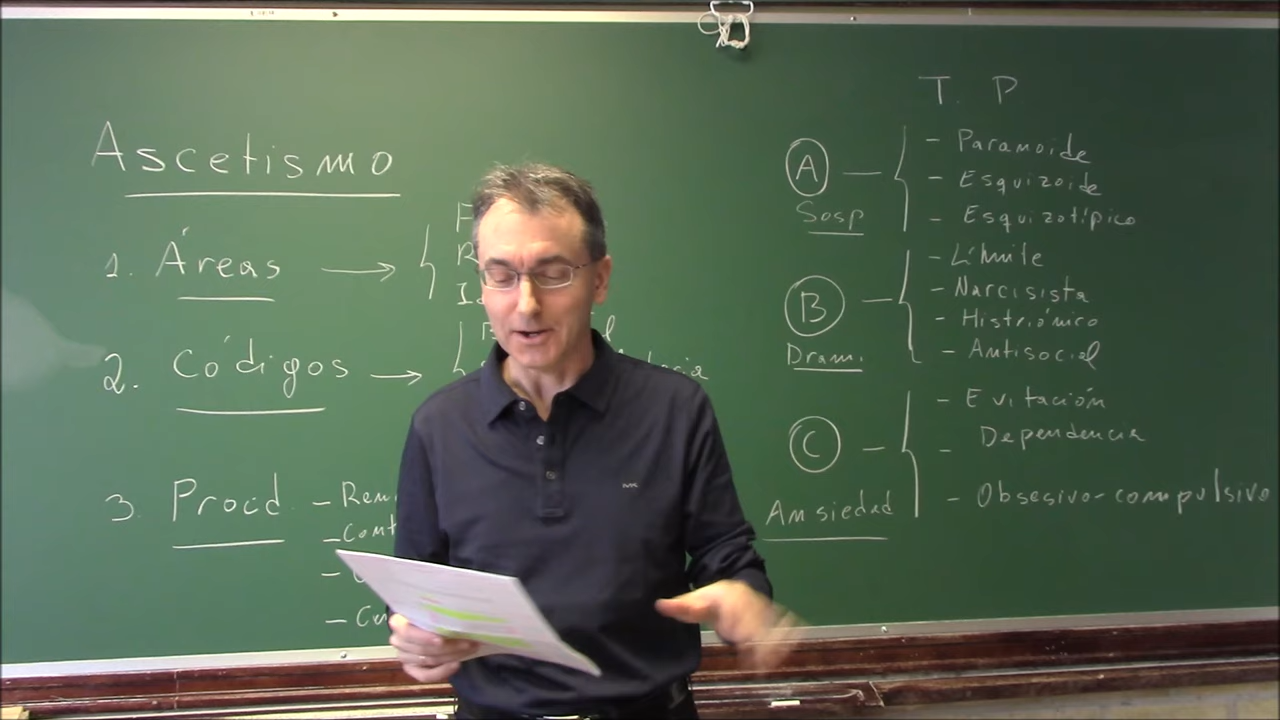 Ascetismo
1. Áreas →
2. Códigos →
3. Proced
T. P
A
Sosp
- Paranoide
- Esquizoide
- Esquizotípico
B
Dram.
- Límite
- Narcisista
- Histriónico
- Antisocial
C
Ansiedad
- Evitación
- Dependencia
- Obsesivo-compulsivo